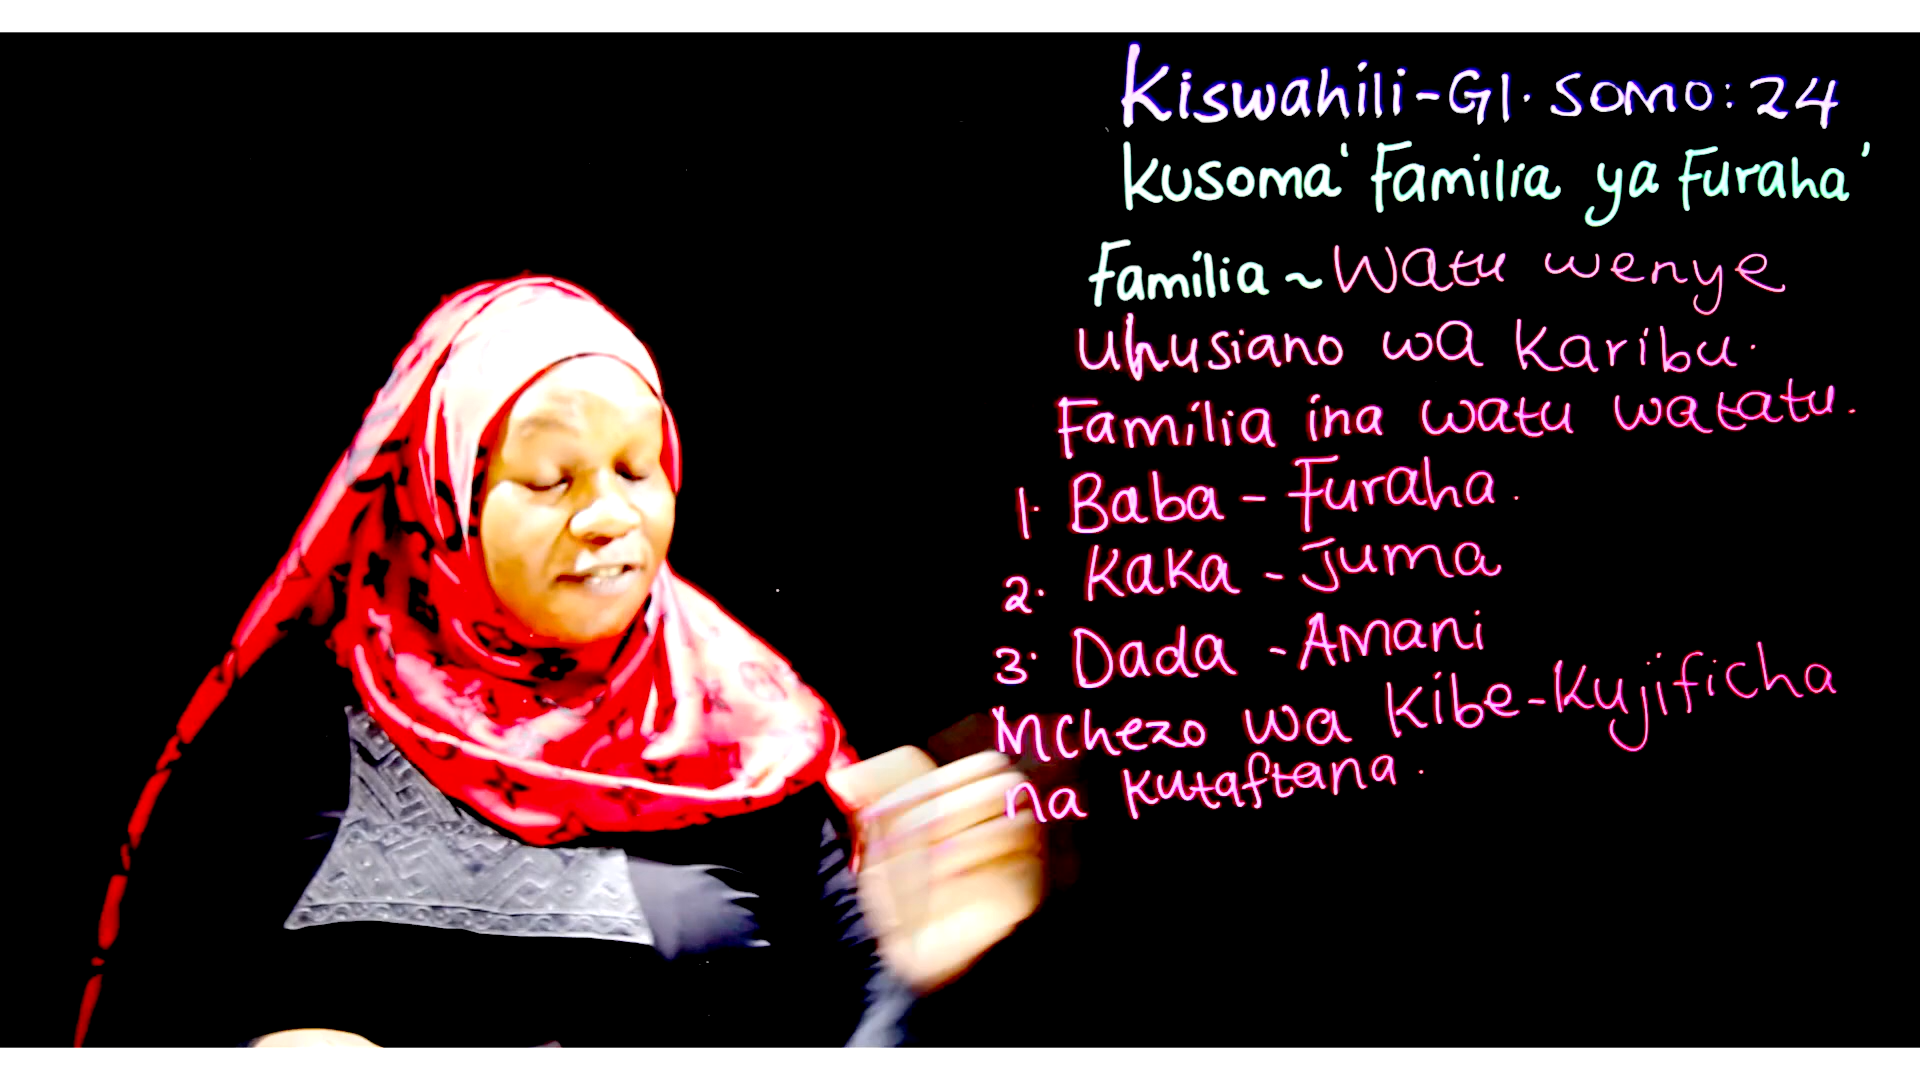 Kiswahili-G1. SOMO: 24
Kusoma 'Familia ya Furaha'
Familia ~ Watu wenye
Uhusiano wa Karibu.
Familia ina watu watatu.
1. Baba - Furaha.
2. Kaka - Juma
3. Dada - Amani
Mchezo wa Kibe-Kujificha
na Kutaftana.